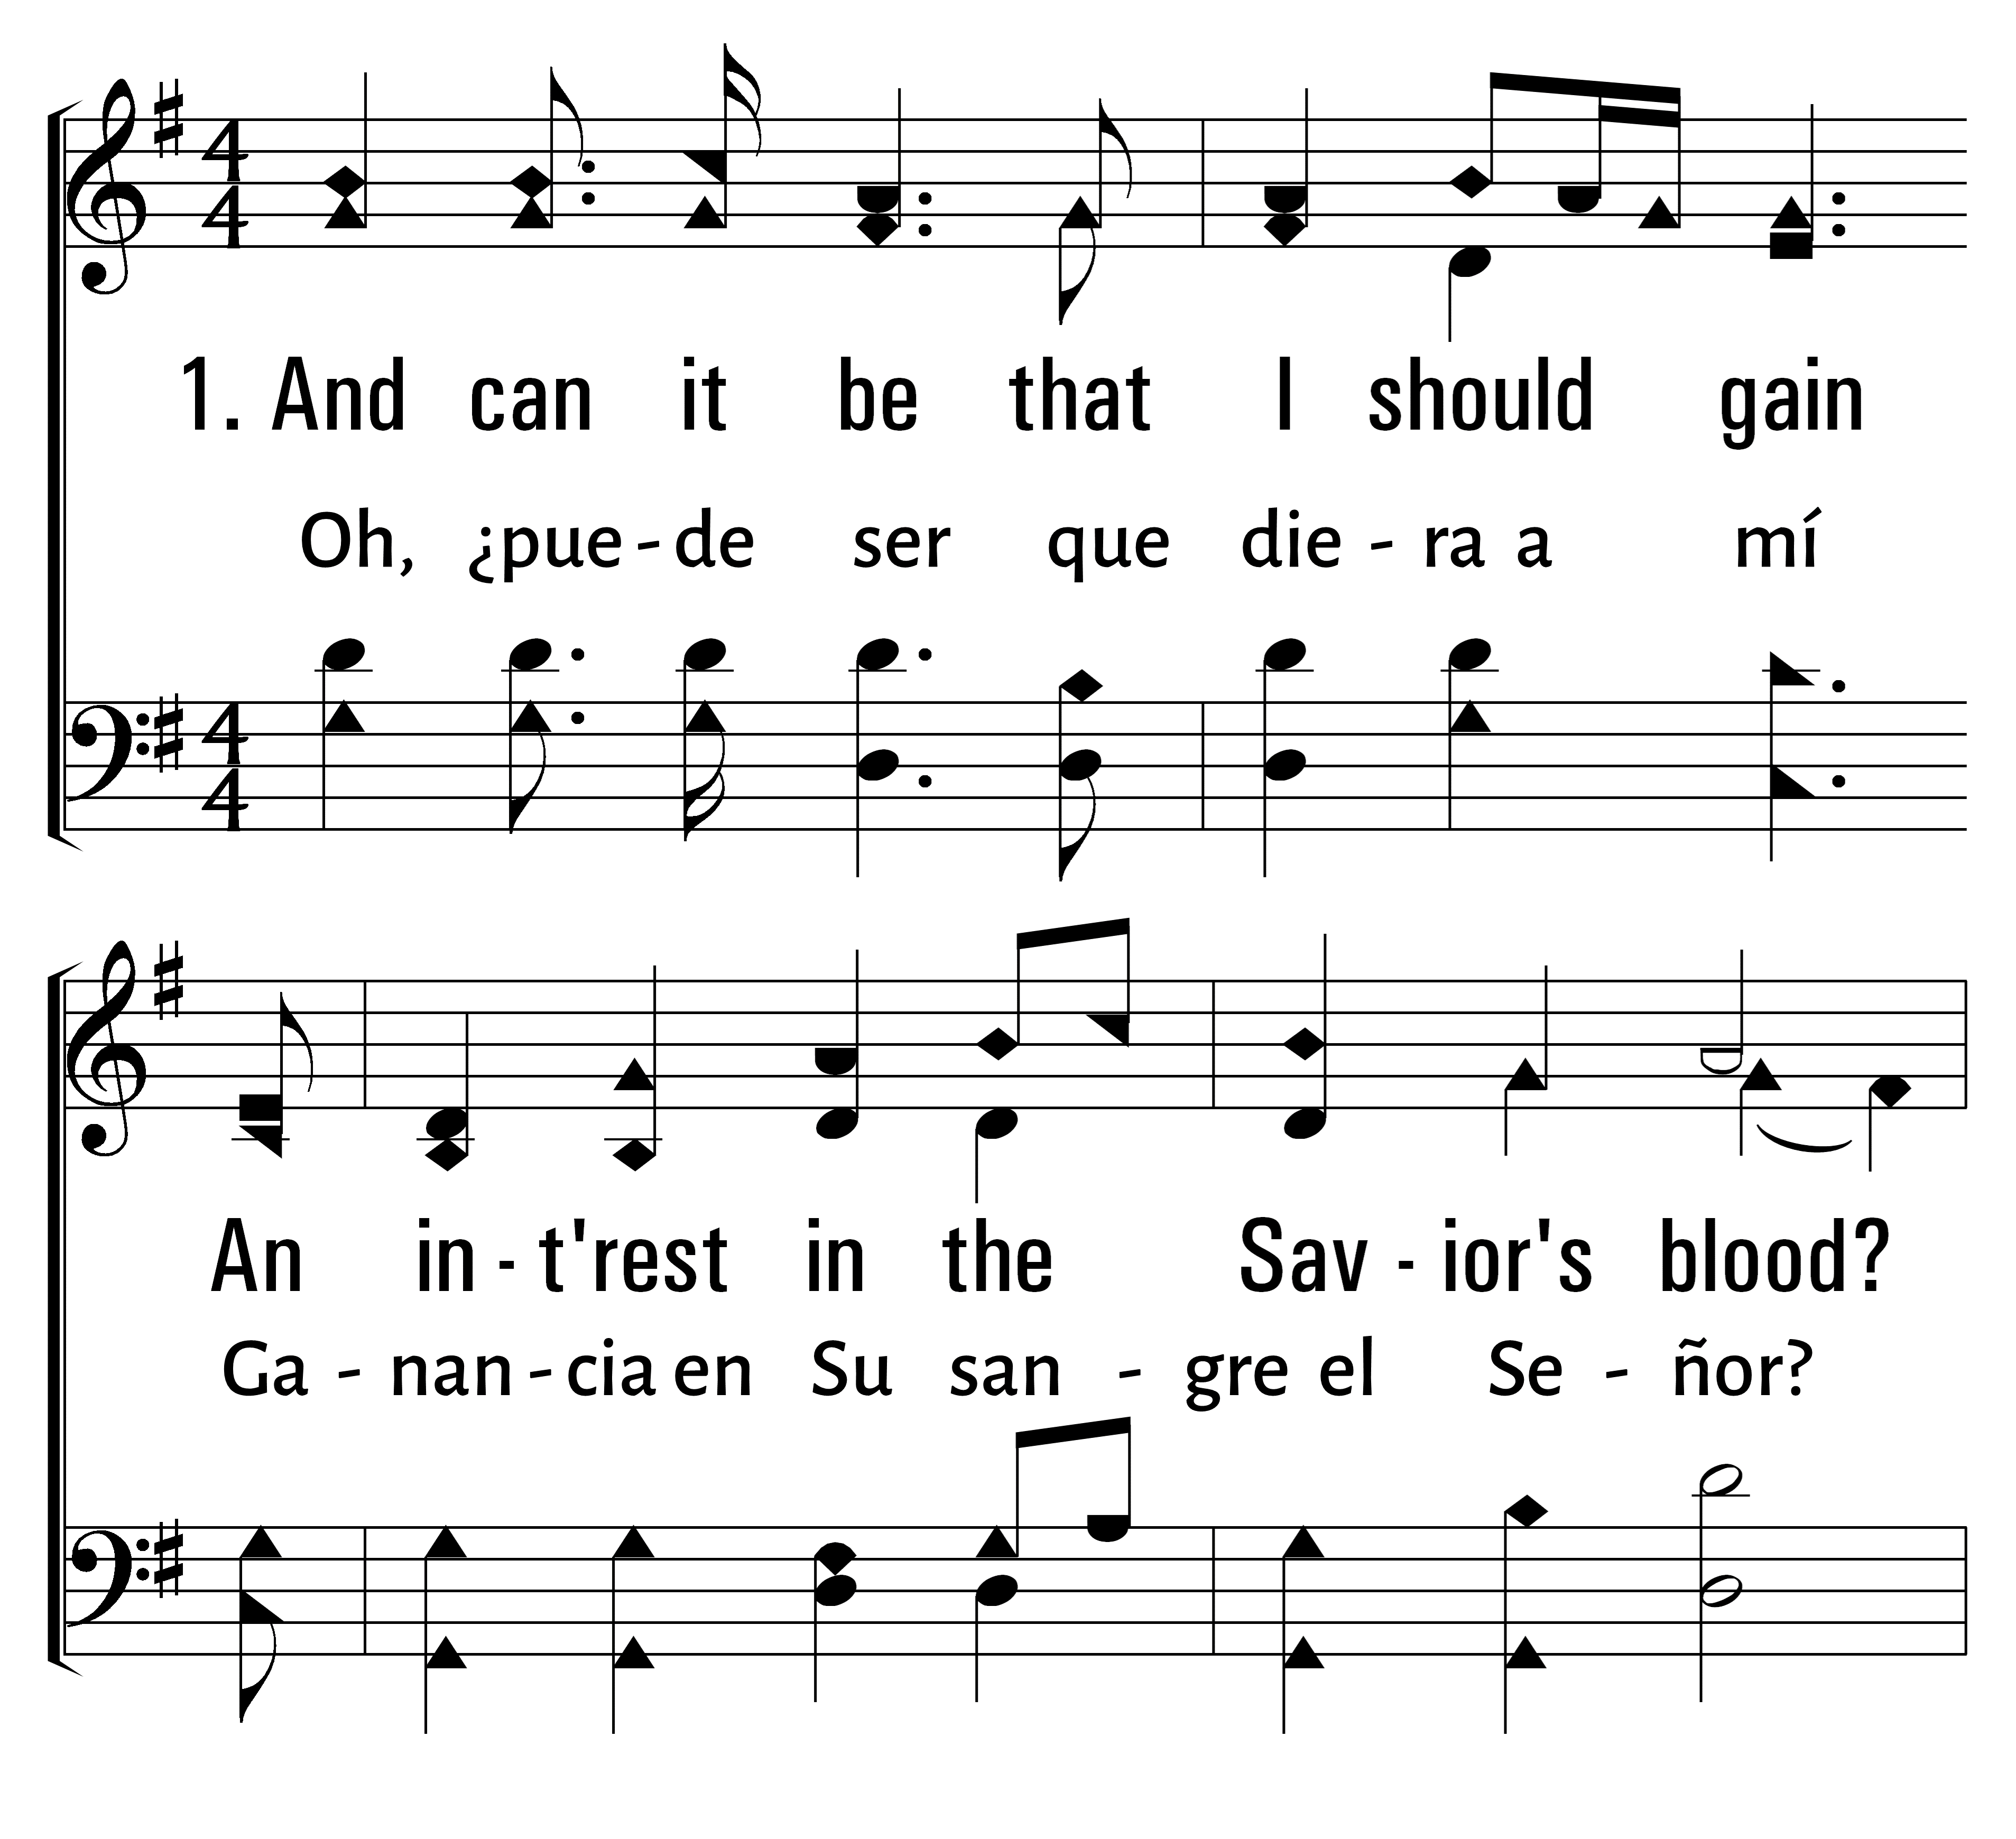 1. And can it be that I should gain
Oh, ¿pue - de ser que die - ra a mí
An in - t'rest in the Sav - ior's blood?
Ga - nan - cia en Su san - gre el Se - ñor?